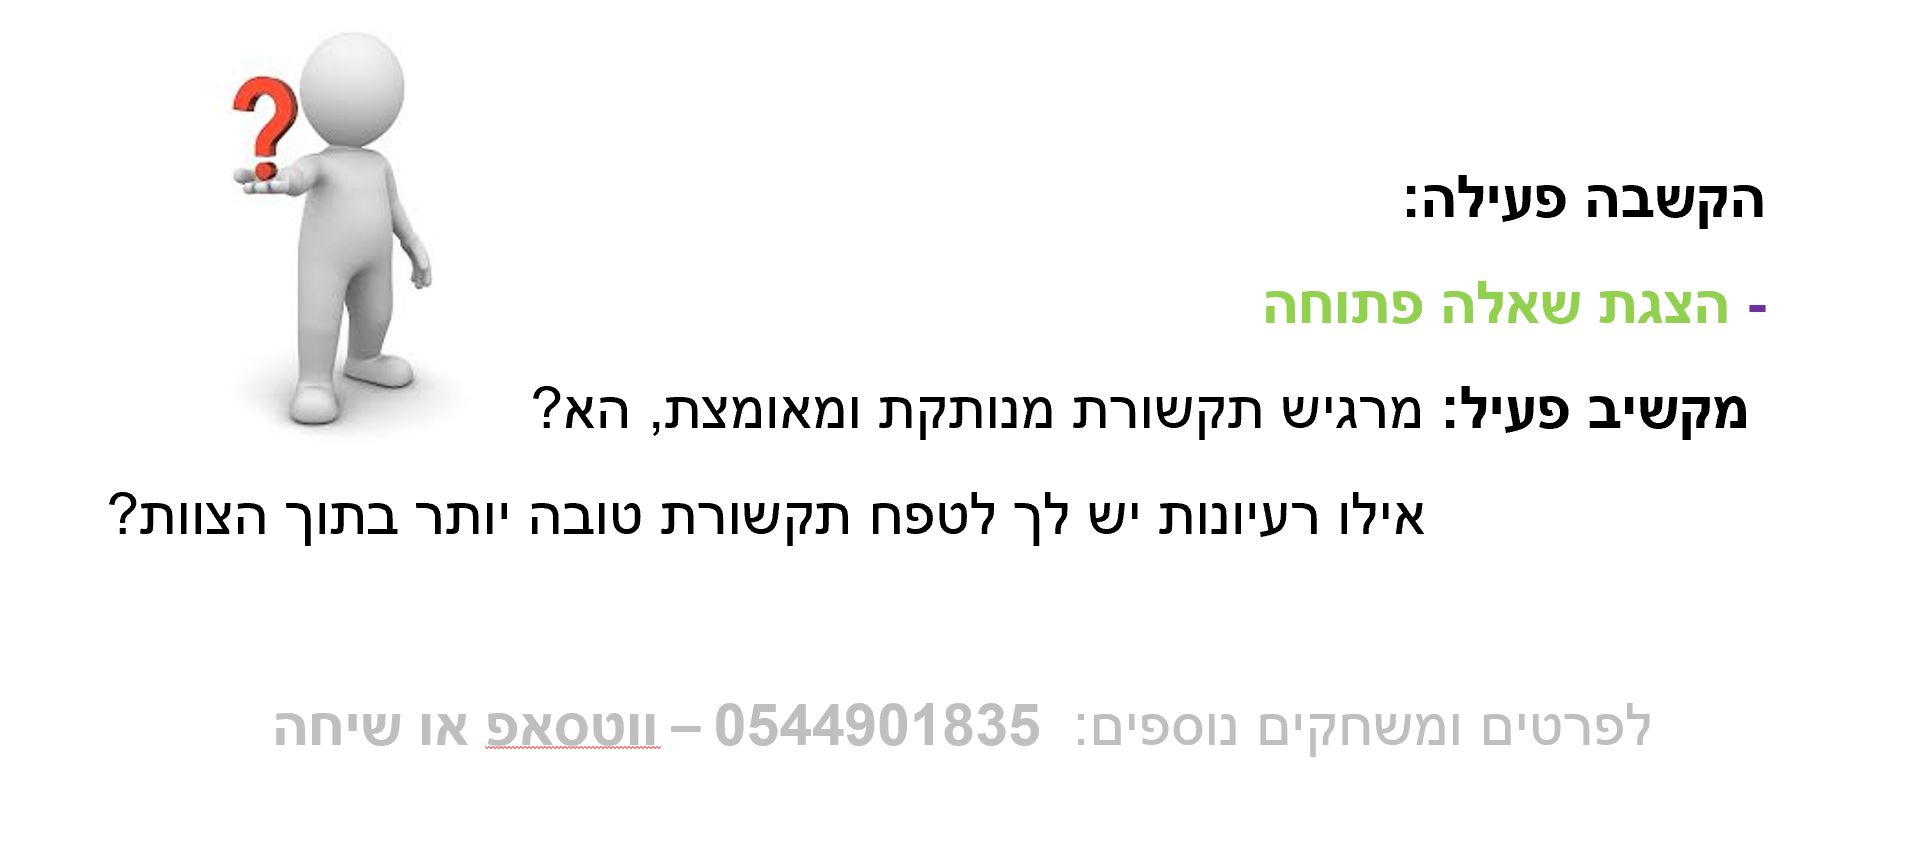 הקשבה פעילה:
- הצגת שאלה פתוחה
מקשיב פעיל: מרגיש תקשורת מנותקת ומאומצת, הא?
אילו רעיונות יש לך לטפח תקשורת טובה יותר בתוך הצוות?
לפרטים ומשחקים נוספים: 0544901835 – ווטסאפ או שיחה